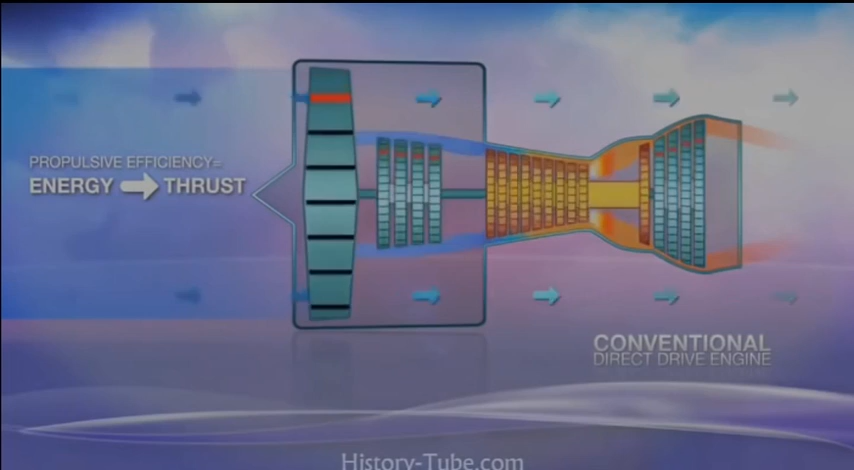 PROPULSIVE EFFICIENCY=
ENERGY THRUST
CONVENTIONAL
DIRECT DRIVE ENGINE
History-Tube.com